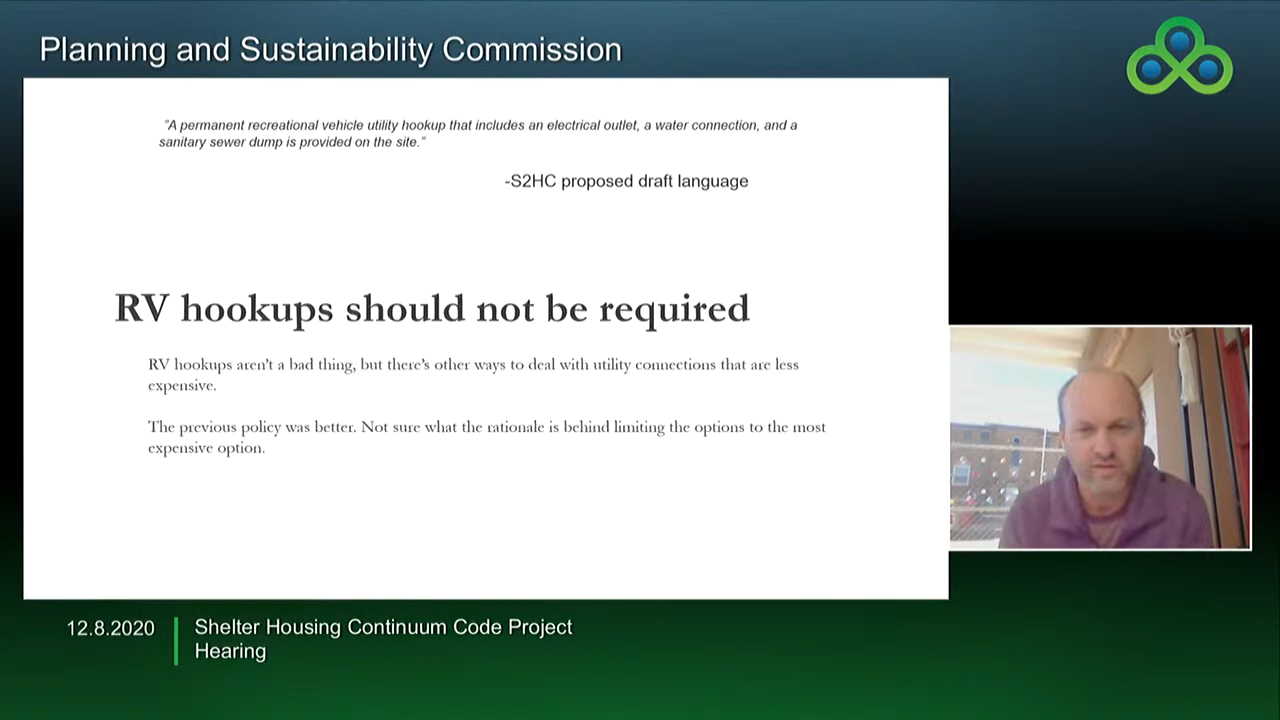 Planning and Sustainability Commission
"A permanent recreational vehicle utility hookup that includes an electrical outlet, a water connection, and a
sanitary sewer dump is provided on the site."
-S2HC proposed draft language
RV hookups should not be required
RV hookups aren't a bad thing, but there's other ways to deal with utility connections that are less
expensive.
The previous policy was better. Not sure what the rationale is behind limiting the options to the most
expensive option.
12.8.2020
Shelter Housing Continuum Code Project
Hearing